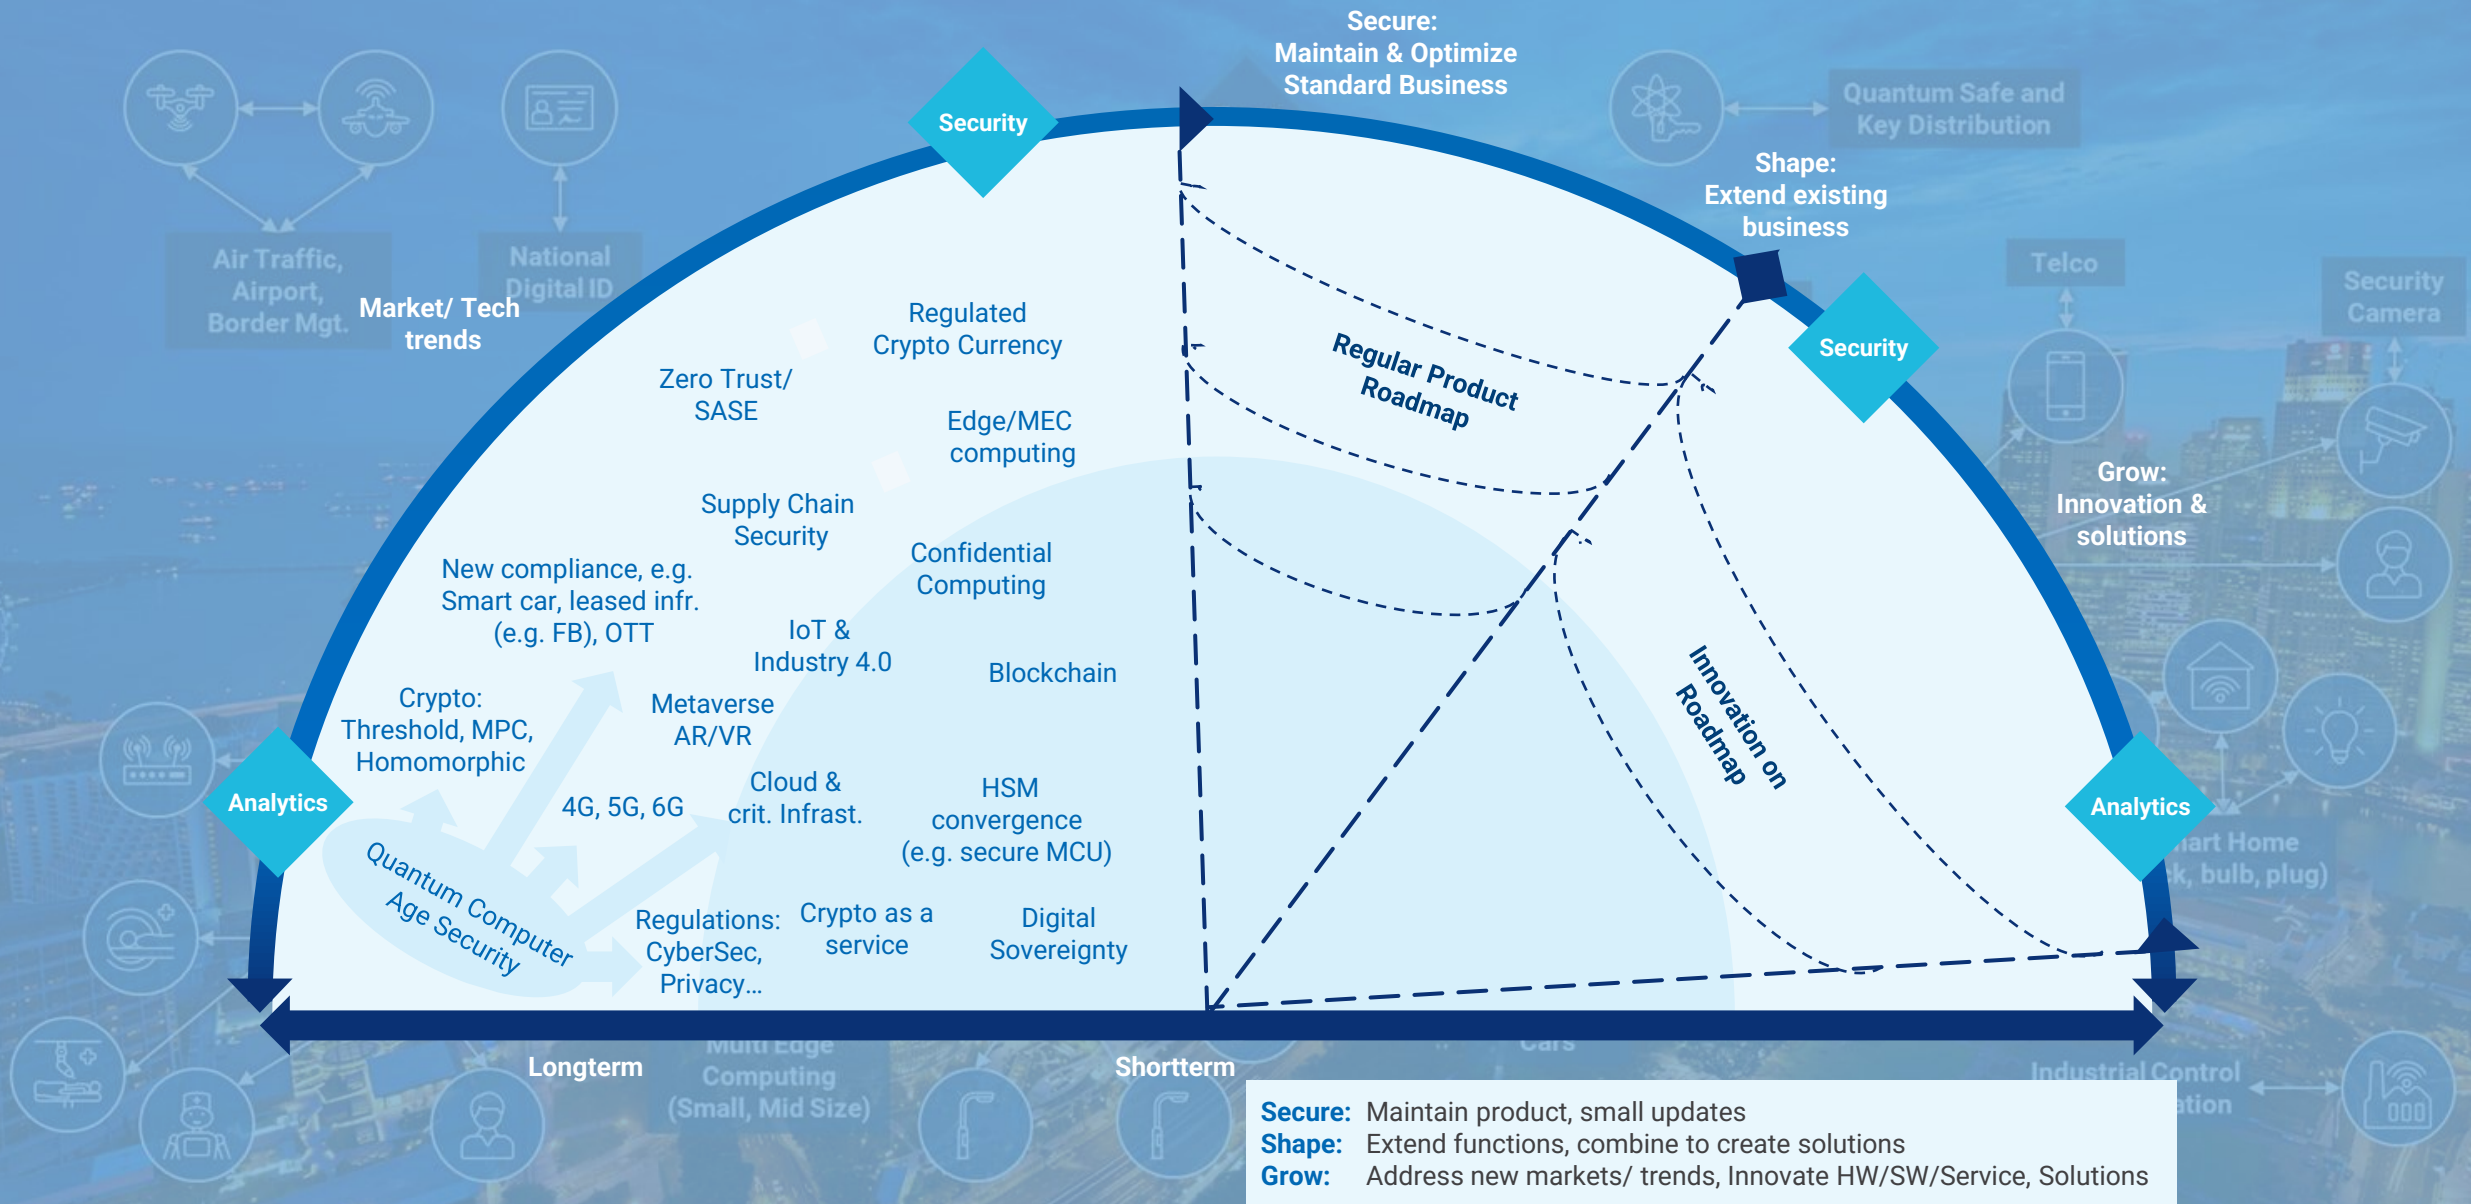 Secure:
Maintain & Optimize
Standard Business
Security
Quantum Safe and
Key Distribution
Shape:
Extend existing
business
Air Traffic,
Airport,
Border Mgt.
National
Digital ID
Market/ Tech
trends
Telco
Security
Camera
Security
Regulated
Crypto Currency
Zero Trust/
SASE
Edge/MEC
computing
Regular Product
Roadmap
Grow:
Innovation &
solutions
Supply Chain
Security
Confidential
Computing
New compliance, e.g.
Smart car, leased infr.
(e.g. FB), OTT
IoT &
Industry 4.0
Blockchain
Crypto:
Threshold, MPC,
Homomorphic
Metaverse
AR/VR
Innovation on
Roadmap
Analytics
4G, 5G, 6G
Cloud &
crit. Infrast.
HSM
convergence
(e.g. secure MCU)
Analytics
Home
bulb, plug)
Quantum Computer
Age Security
Regulations:
CyberSec,
Privacy...
Crypto as a
service
Digital
Sovereignty
Longterm
Shortterm
Multi Edge
Computing
(Small, Mid Size)
Cars
Industrial Control
Secure: Maintain product, small updates
Shape: Extend functions, combine to create solutions
Grow: Address new markets/ trends, Innovate HW/SW/Service, Solutions